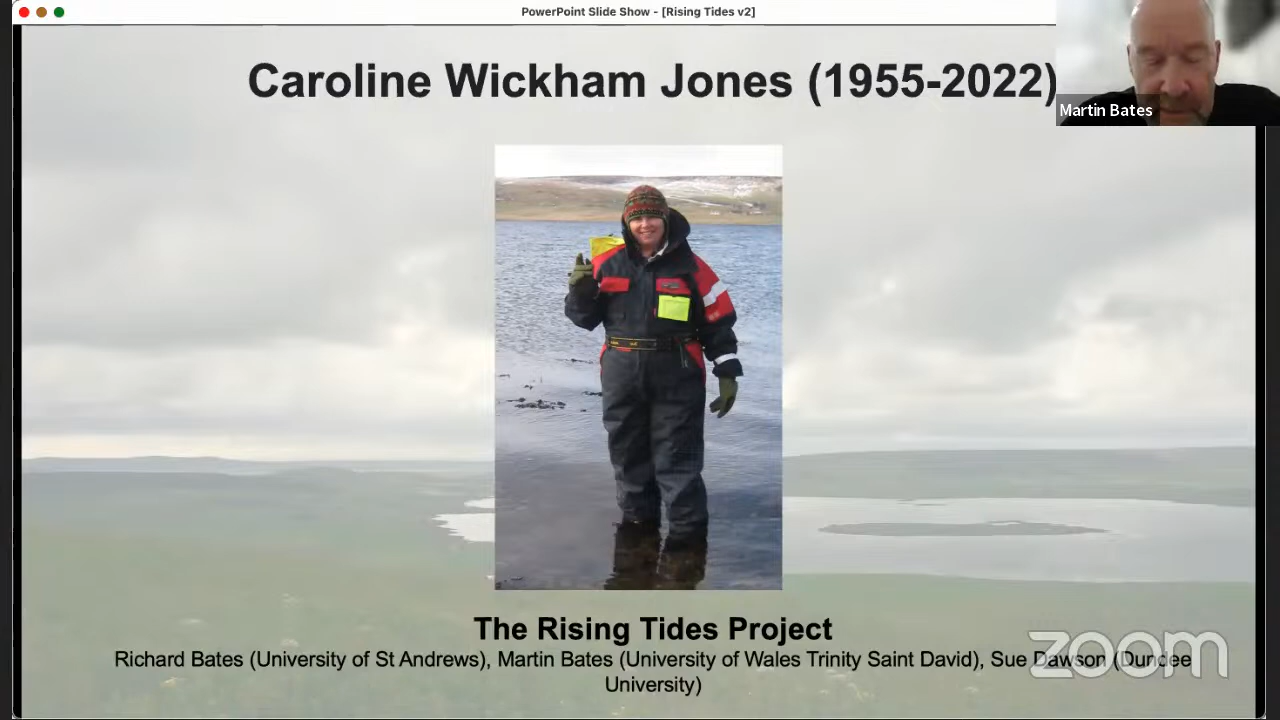 PowerPoint Slide Show - [Rising Tides v2]
Caroline Wickham Jones (1955-2022)
Martin Bates
The Rising Tides Project
Richard Bates (University of St Andrews), Martin Bates (University of Wales Trinity Saint David), Sue Dawson (Dundee
University)
zoom